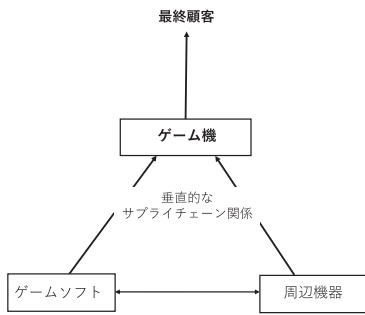 最終顧客
ゲーム機
垂直的な
サプライチェーン関係
ゲームソフト
周辺機器